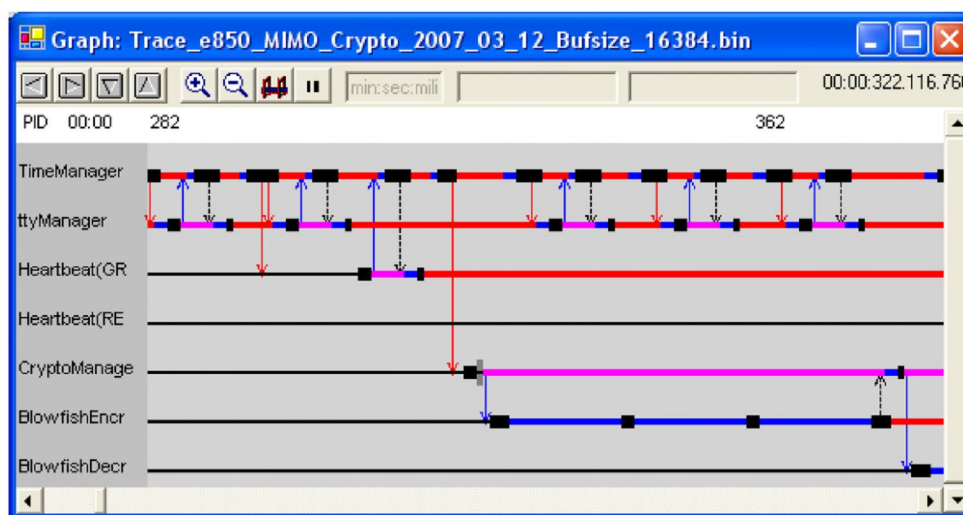 Graph: Trace_e850_MIMO_Crypto_2007_03_12_Bufsize_16384.bin
min:sec:mili 00:00:322.116.766
PID 00:00 282 362
TimeManager
ttyManager
Heartbeat(GR
Heartbeat(RE
CryptoManage
BlowfishEncr
BlowfishDecr